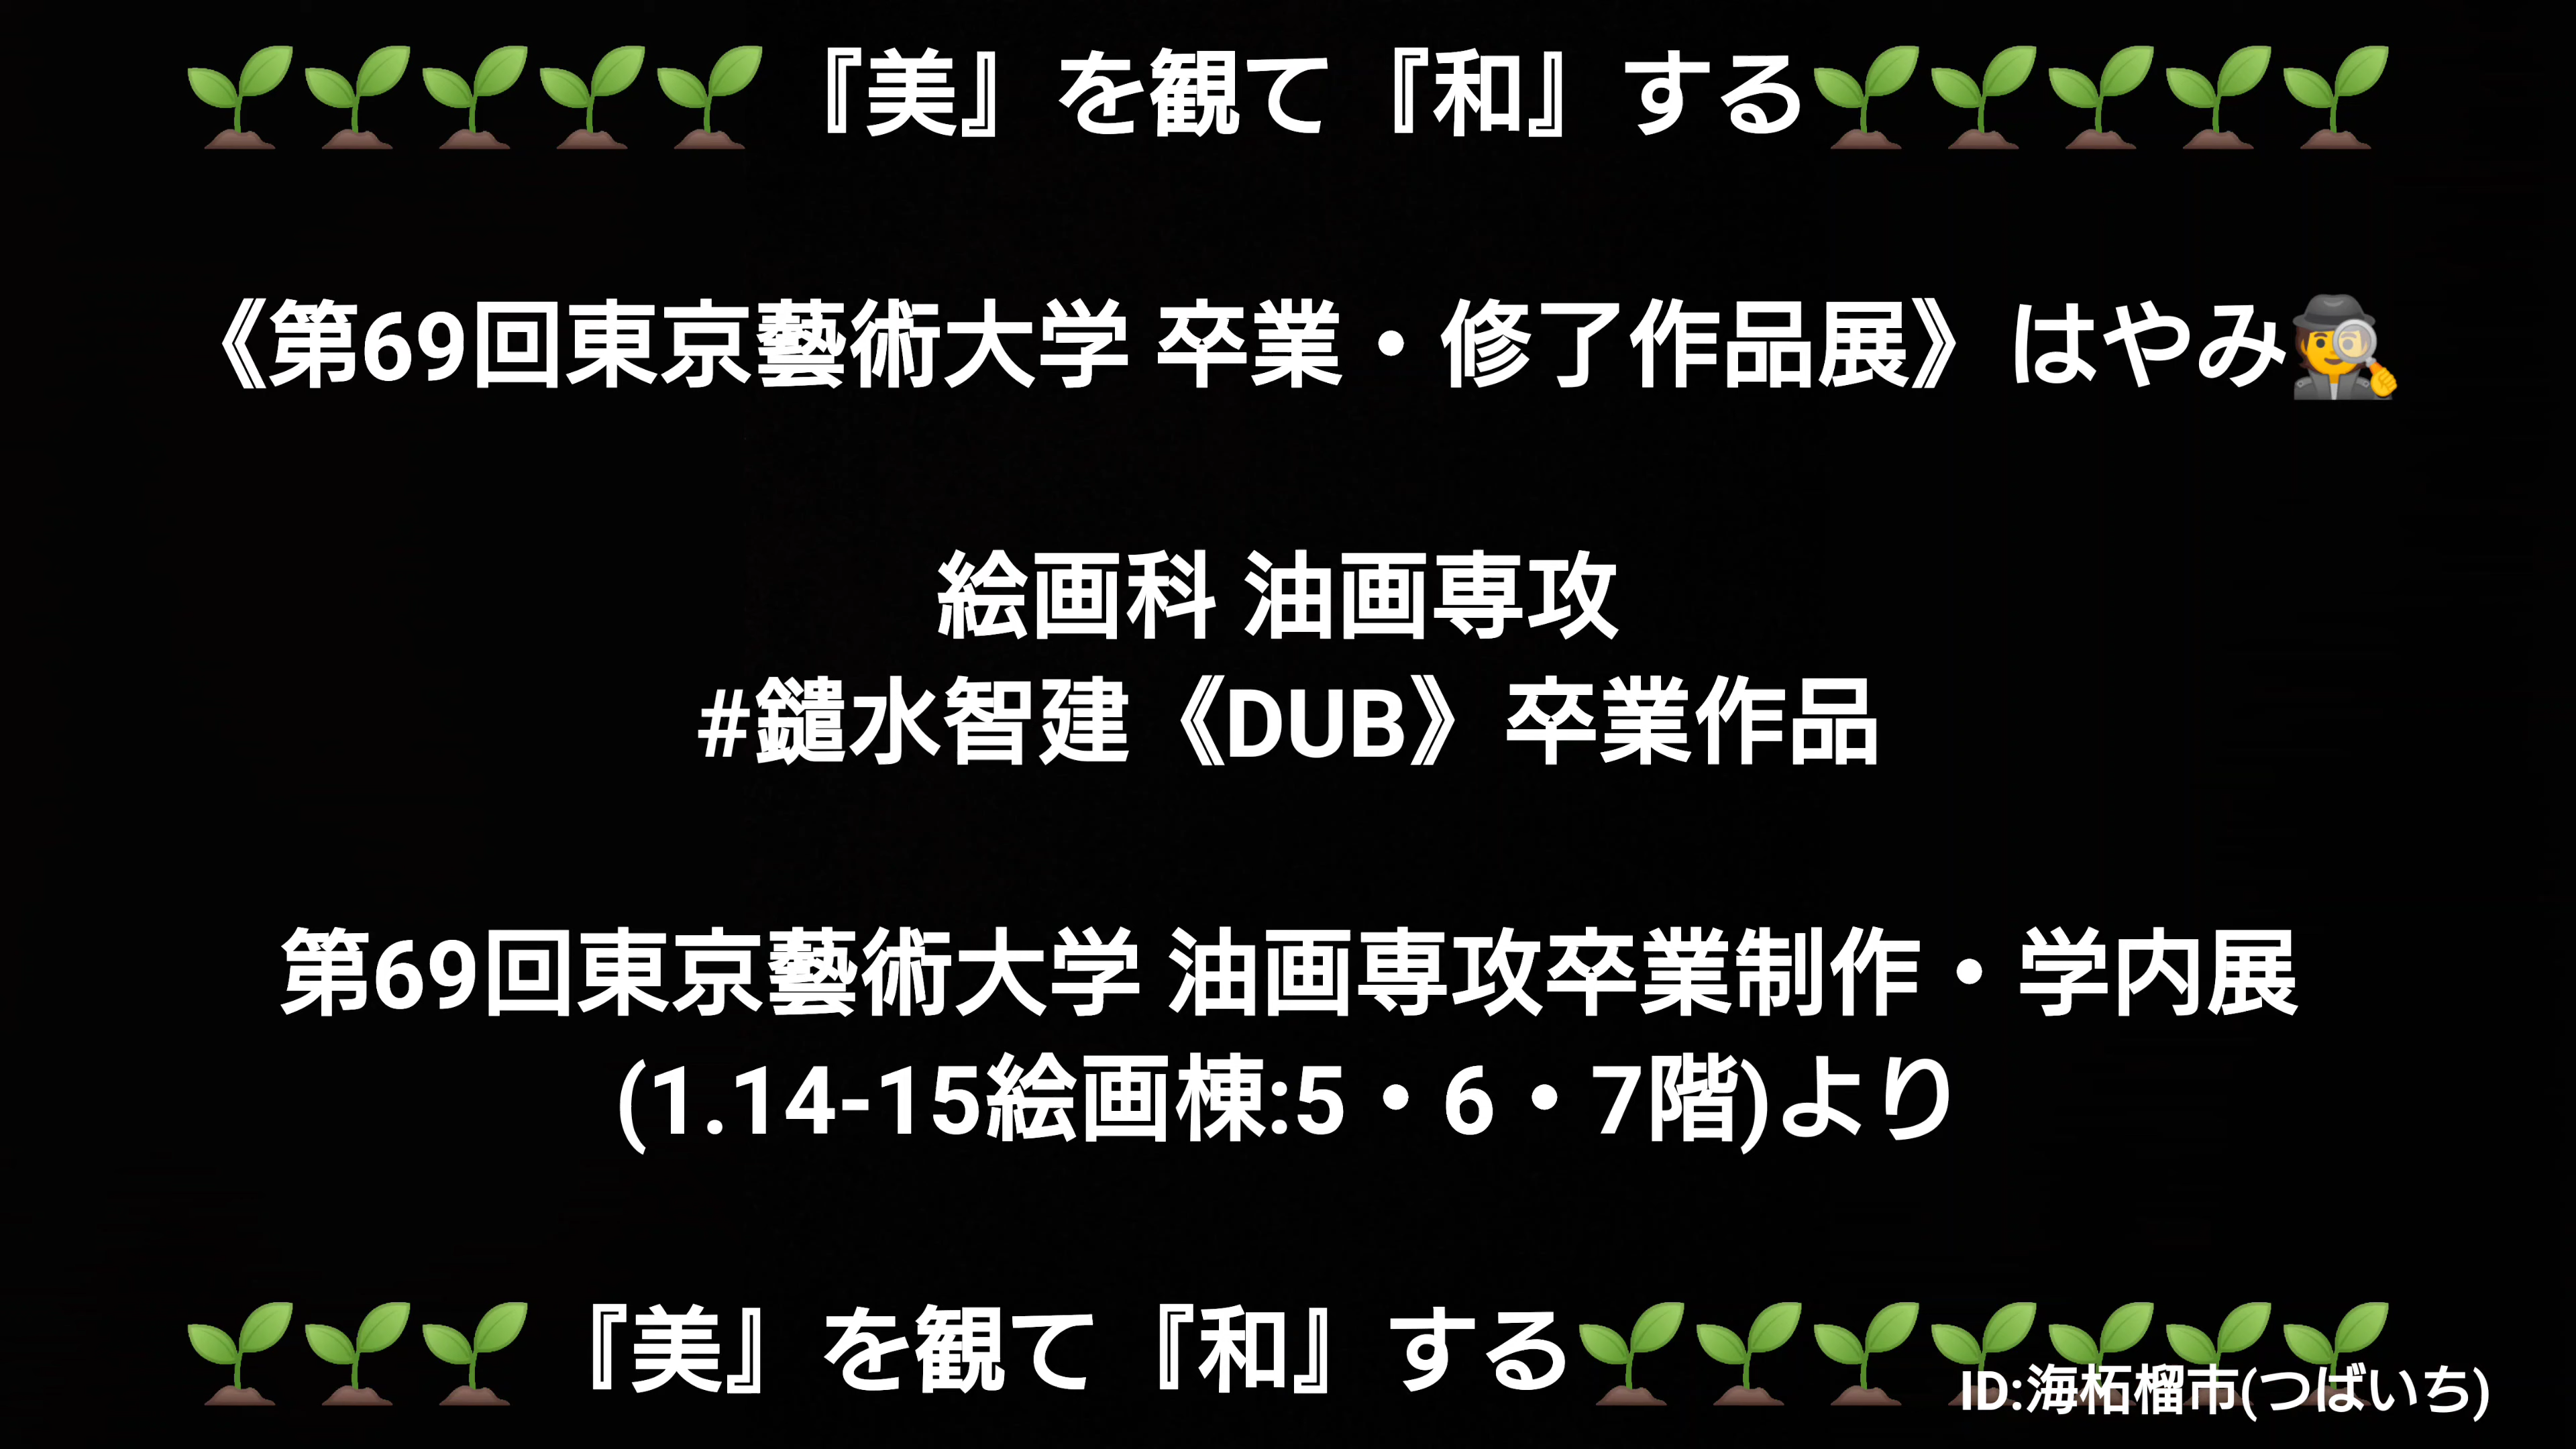 🌱🌱🌱🌱🌱『美』を観て『和』する🌱🌱🌱🌱🌱
《第69回東京藝術大学 卒業・修了作品展》はやみ🕵️
絵画科 油画専攻
#鑓水智建《DUB》卒業作品
第69回東京藝術大学 油画専攻卒業制作・学内展
(1.14-15絵画棟:5・6・7階)より
🌱🌱🌱『美』を観て『和』する🌱🌱🌱🌱🌱🌱🌱
ID:海柘榴市(つばいち)